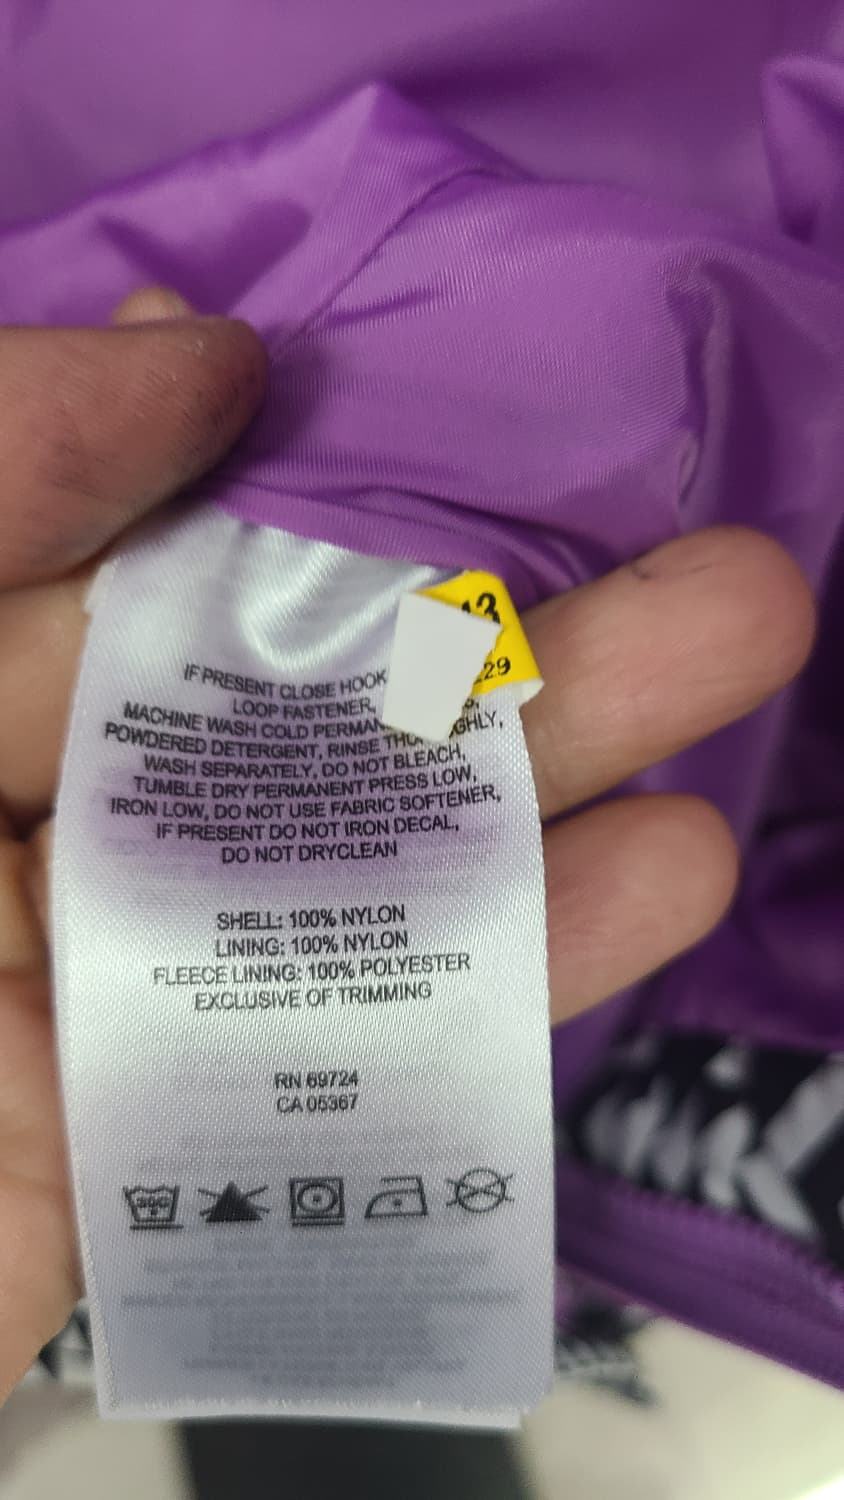 13
29
IF PRESENT CLOSE HOOK
LOOP FASTENER,
MACHINE WASH COLD
POWDERED DETERGENT, RINSE
WASH SEPARATELY, DO NOT BLEACH,
TUMBLE DRY PERMANENT PRESS LOW,
IRON LOW, DO NOT USE FABRIC SOFTENER,
IF PRESENT DO NOT IRON DECAL,
DO NOT DRYCLEAN
SHELL: 100% NYLON
LINING: 100% NYLON
FLEECE LINING: 100% POLYESTER
EXCLUSIVE OF TRIMMING
RN 69724
CA 05367